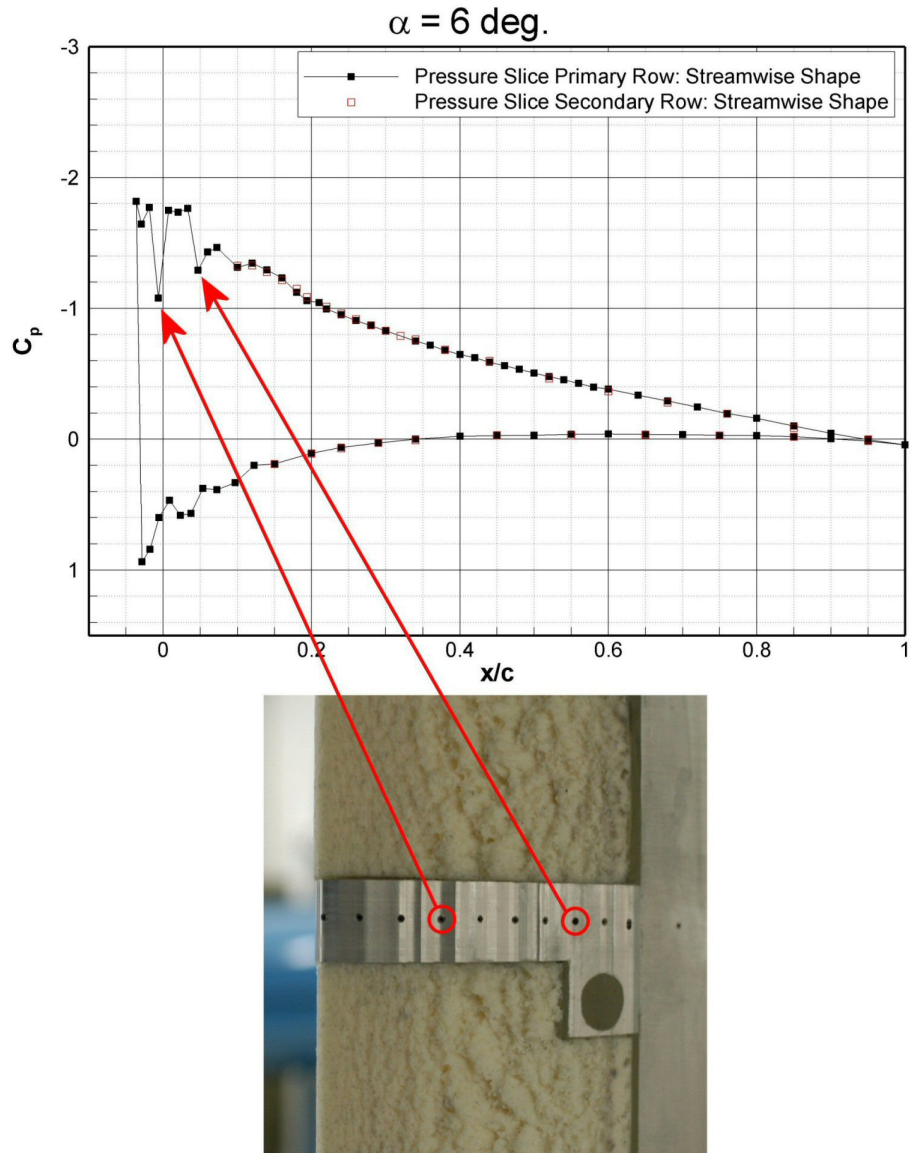 α = 6 deg.
Pressure Slice Primary Row: Streamwise Shape
Pressure Slice Secondary Row: Streamwise Shape
-3
-2
-1
0
1
Cp
0
0.2
0.4
0.6
0.8
1
x/c